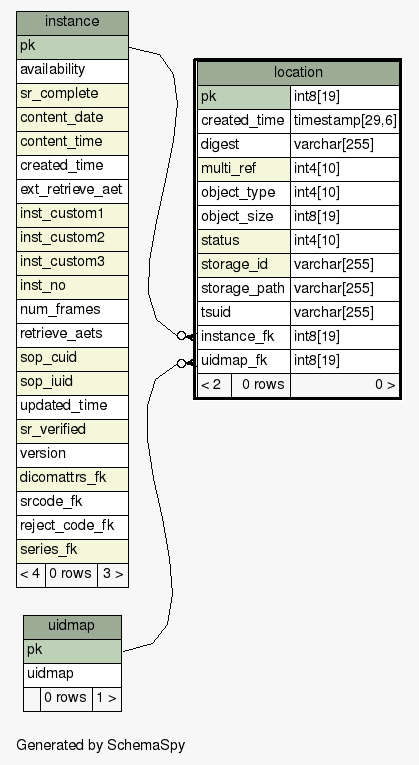 instance
pk
availability
sr_complete
content_date
content_time
created_time
ext_retrieve_aet
inst_custom1
inst_custom2
inst_custom3
inst_no
num_frames
retrieve_aets
sop_cuid
sop_iuid
updated_time
sr_verified
version
dicomattrs_fk
srcode_fk
reject_code_fk
series_fk
< 4 0 rows 3 >
location
pk int8[19]
created_time timestamp[29,6]
digest varchar[255]
multi_ref int4[10]
object_type int4[10]
object_size int8[19]
status int4[10]
storage_id varchar[255]
storage_path varchar[255]
tsuid varchar[255]
instance_fk int8[19]
uidmap_fk int8[19]
< 2 0 rows 0 >
uidmap
pk
uidmap
0 rows 1 >
Generated by SchemaSpy